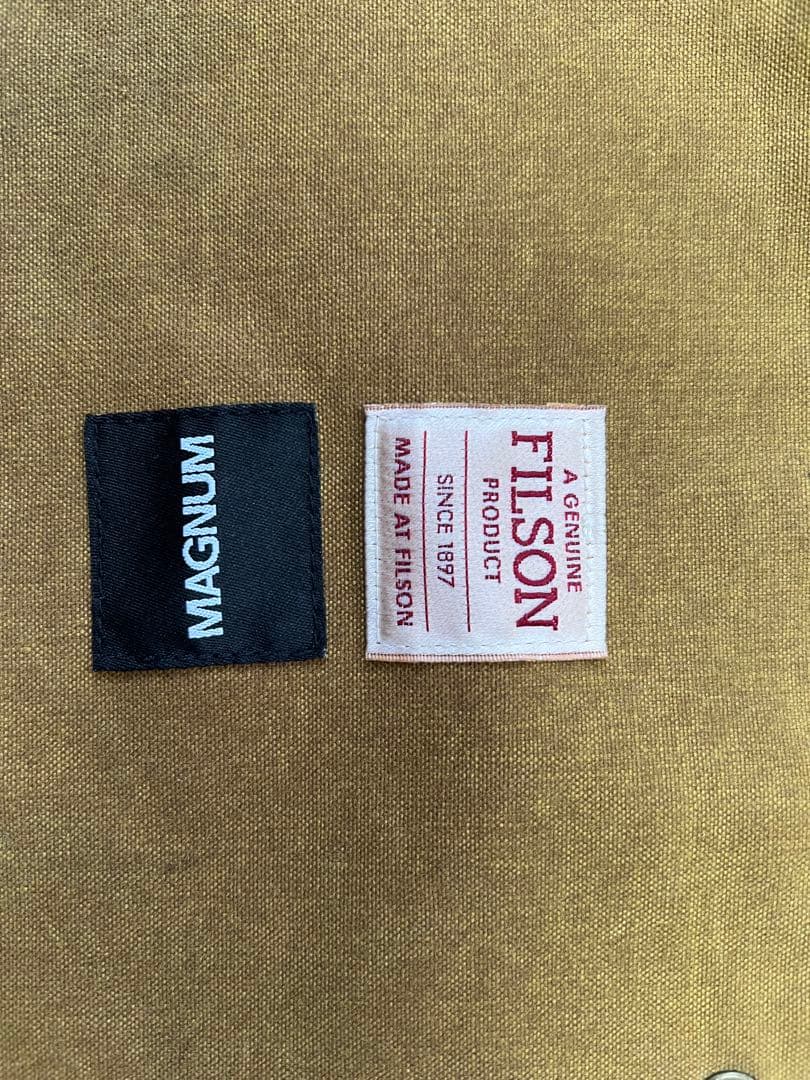 A GENUINE
FILSON
PRODUCT
SINCE 1897
MADE AT FILSON
MAGNUM